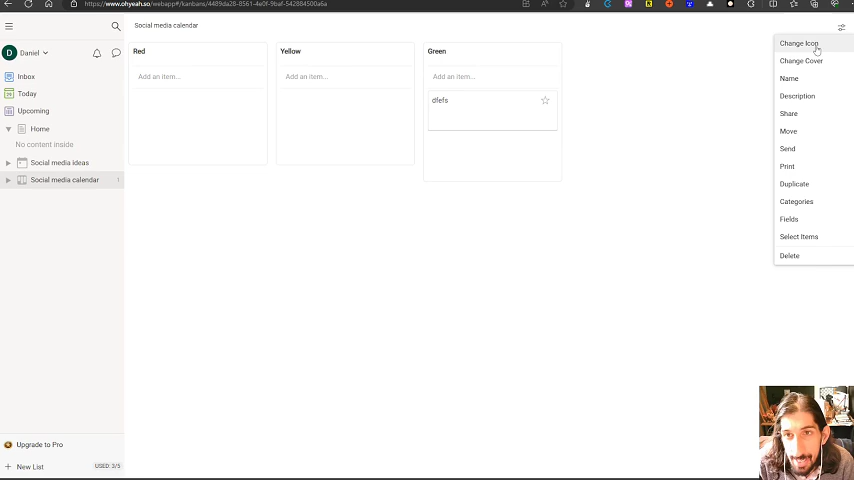 https://www.ohyeah.so/webapp#/kanbans/4489da28-8561-4e0f-9baf-542884500a6a
Social media calendar
D Daniel
Inbox
Today
Upcoming
Home
No content inside
Social media ideas
Social media calendar 1
Red
Add an item...
Yellow
Add an item...
Green
Add an item...
dfefs
Change Icon
Change Cover
Name
Description
Share
Move
Send
Print
Duplicate
Categories
Fields
Select Items
Delete
Upgrade to Pro
New List USED: 3/5